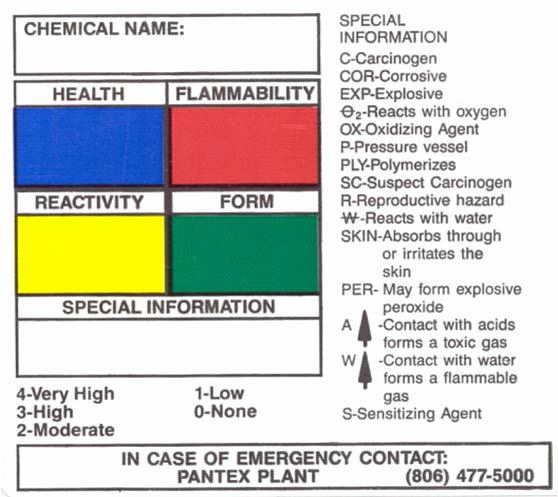 CHEMICAL NAME:
HEALTH
FLAMMABILITY
REACTIVITY
FORM
SPECIAL INFORMATION
4-Very High
3-High
2-Moderate
1-Low
0-None
SPECIAL
INFORMATION
C-Carcinogen
COR-Corrosive
EXP-Explosive
O₂-Reacts with oxygen
OX-Oxidizing Agent
P-Pressure vessel
PLY-Polymerizes
SC-Suspect Carcinogen
R-Reproductive hazard
W-Reacts with water
SKIN-Absorbs through
or irritates the
skin
PER- May form explosive
peroxide
A -Contact with acids
forms a toxic gas
W -Contact with water
forms a flammable
gas
S-Sensitizing Agent
IN CASE OF EMERGENCY CONTACT:
PANTEX PLANT (806) 477-5000